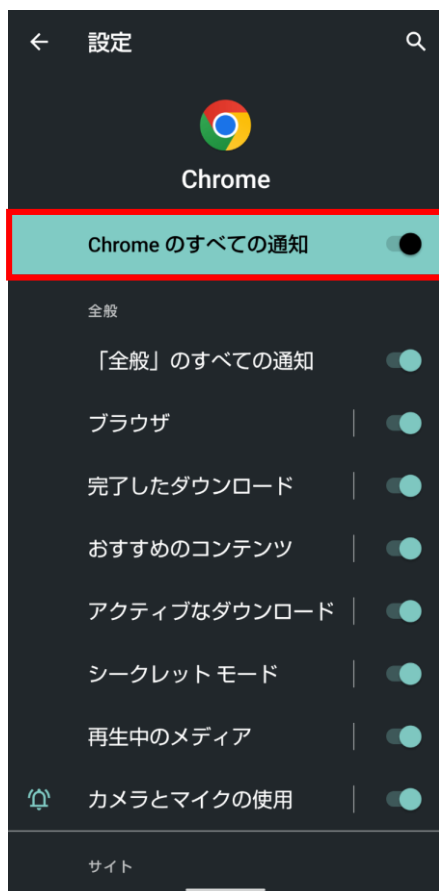 設定
Chrome
Chrome のすべての通知
全般
「全般」のすべての通知
ブラウザ
完了したダウンロード
おすすめのコンテンツ
アクティブなダウンロード
シークレット モード
再生中のメディア
カメラとマイクの使用
サイト